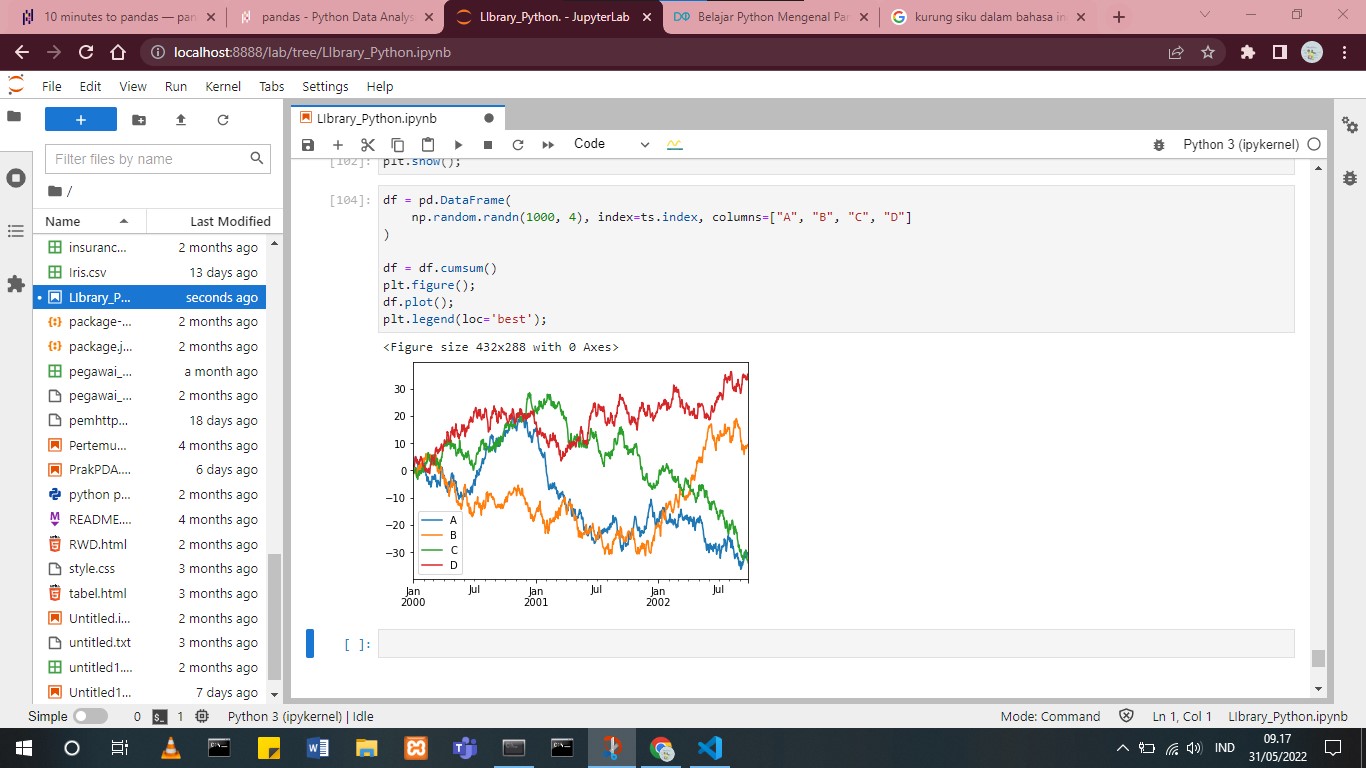 10 minutes to pandas — pan
pandas - Python Data Analys
LIbrary_Python. - JupyterLab
Belajar Python Mengenal Pan
kurung siku dalam bahasa in
localhost:8888/lab/tree/LIbrary_Python.ipynb
File Edit View Run Kernel Tabs Settings Help
LIbrary_Python.ipynb
Code
Python 3 (ipykernel)
Filter files by name
/
Name Last Modified
insuranc... 2 months ago
Iris.csv 13 days ago
LIbrary_P... seconds ago
package-... 2 months ago
package.j... 2 months ago
pegawai_... a month ago
pegawai_... 2 months ago
pemhttp... 18 days ago
Pertemu... 4 months ago
PrakPDA.... 6 days ago
python p... 2 months ago
README.... 4 months ago
RWD.html 2 months ago
style.css 3 months ago
tabel.html 3 months ago
Untitled.i... 2 months ago
untitled.txt 3 months ago
untitled1.... 2 months ago
Untitled1... 7 days ago
[102]: plt.show();
[104]: df = pd.DataFrame(
np.random.randn(1000, 4), index=ts.index, columns=["A", "B", "C", "D"]
)
df = df.cumsum()
plt.figure();
df.plot();
plt.legend(loc='best');
<Figure size 432x288 with 0 Axes>
30
20
10
0
−10
−20
−30
A
B
C
D
Jan Jul Jan Jul Jan Jul
2000 2001 2002
[ ]:
Simple 0 1 Python 3 (ipykernel) | Idle
Mode: Command Ln 1, Col 1 LIbrary_Python.ipynb
IND
09.17
31/05/2022